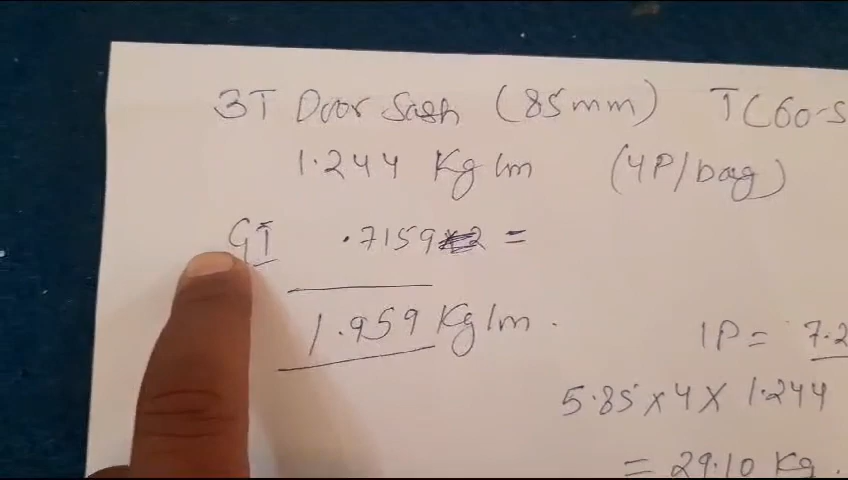 3T Door Sash (85mm) TC60-S
1.244 Kg/m (4P/bag)
GI .7159 =
1.959 Kg/m.
1P = 7.2
5.85 x 4 x 1.244
= 29.10 Kg.